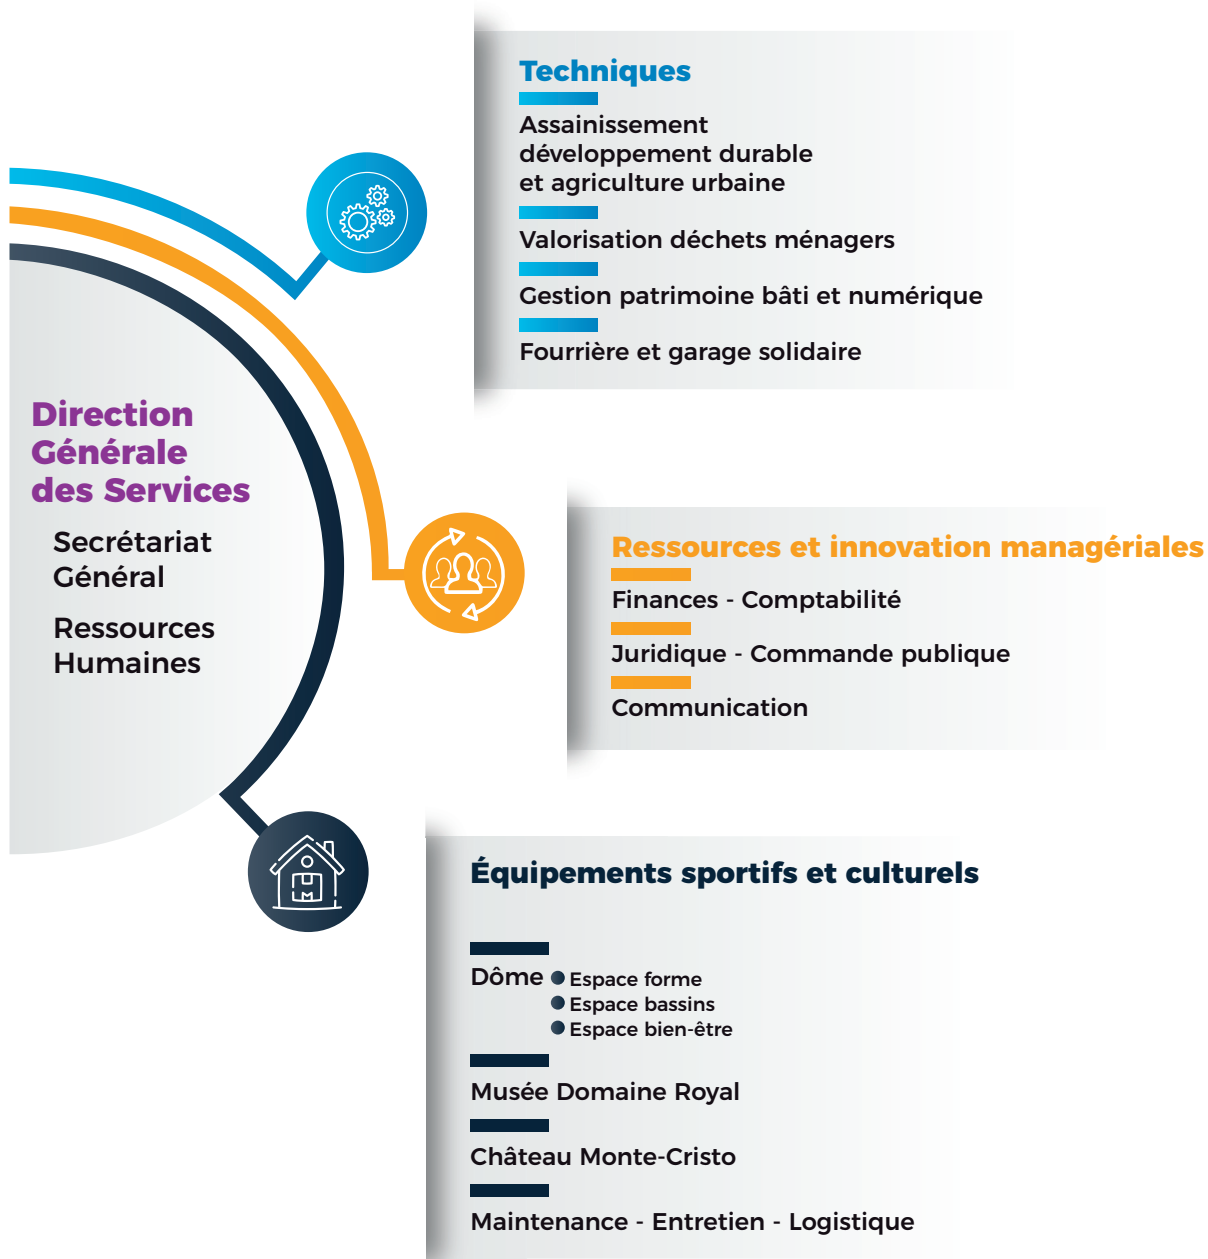 Direction
Générale
des Services
Secrétariat
Général
Ressources
Humaines
Techniques
Assainissement
développement durable
et agriculture urbaine
Valorisation déchets ménagers
Gestion patrimoine bâti et numérique
Fourrière et garage solidaire
Ressources et innovation managériales
Finances - Comptabilité
Juridique - Commande publique
Communication
Équipements sportifs et culturels
Dôme
Espace forme
Espace bassins
Espace bien-être
Musée Domaine Royal
Château Monte-Cristo
Maintenance - Entretien - Logistique